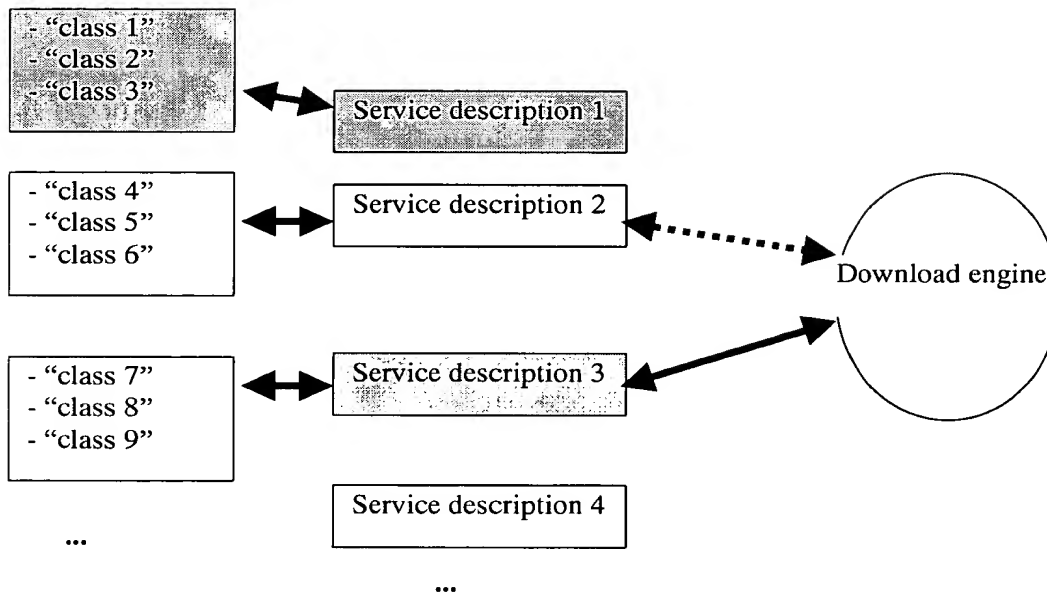 - “class 1”
- “class 2”
- “class 3”
Service description 1
- “class 4”
- “class 5”
- “class 6”
Service description 2
Download engine
- “class 7”
- “class 8”
- “class 9”
Service description 3
Service description 4
...
...